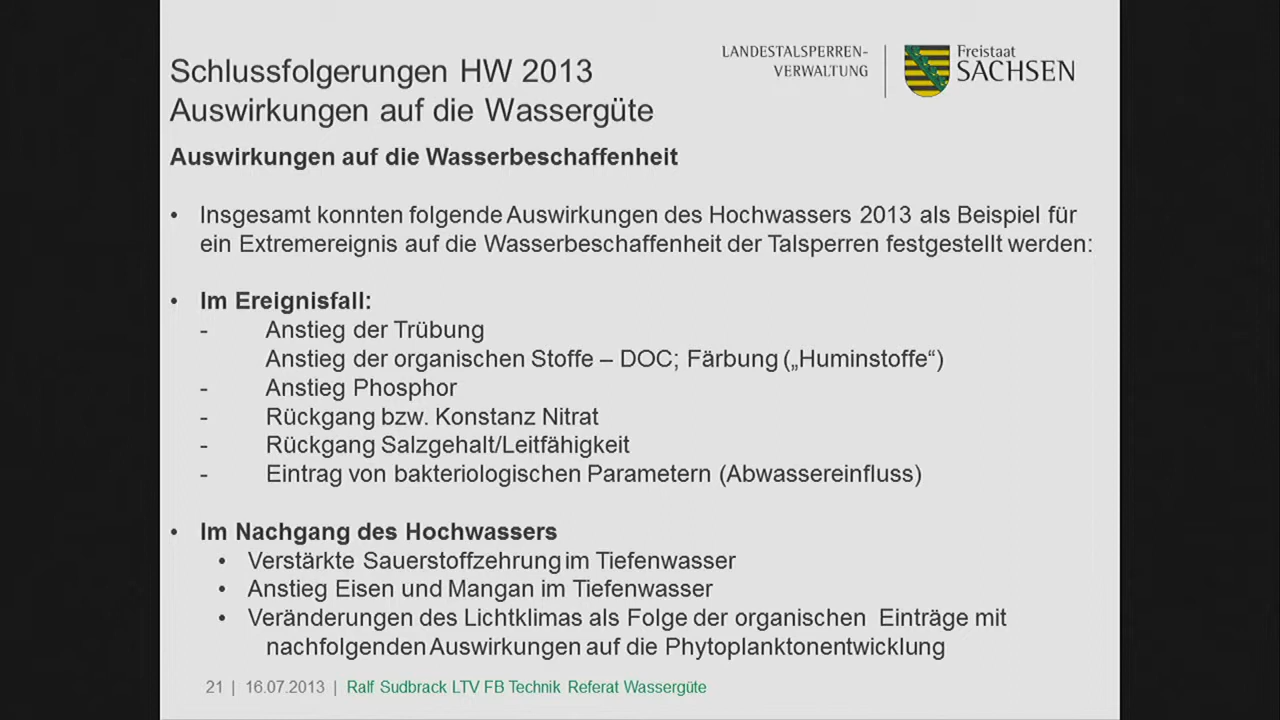 Schlussfolgerungen HW 2013
Auswirkungen auf die Wassergüte
LANDESTALSPERREN-
VERWALTUNG
Freistaat
SACHSEN
Auswirkungen auf die Wasserbeschaffenheit
• Insgesamt konnten folgende Auswirkungen des Hochwassers 2013 als Beispiel für
ein Extremereignis auf die Wasserbeschaffenheit der Talsperren festgestellt werden:
• Im Ereignisfall:
- Anstieg der Trübung
Anstieg der organischen Stoffe – DOC; Färbung („Huminstoffe“)
- Anstieg Phosphor
- Rückgang bzw. Konstanz Nitrat
- Rückgang Salzgehalt/Leitfähigkeit
- Eintrag von bakteriologischen Parametern (Abwassereinfluss)
• Im Nachgang des Hochwassers
• Verstärkte Sauerstoffzehrung im Tiefenwasser
• Anstieg Eisen und Mangan im Tiefenwasser
• Veränderungen des Lichtklimas als Folge der organischen Einträge mit
nachfolgenden Auswirkungen auf die Phytoplanktonentwicklung
21 | 16.07.2013 | Ralf Sudbrack LTV FB Technik Referat Wassergüte